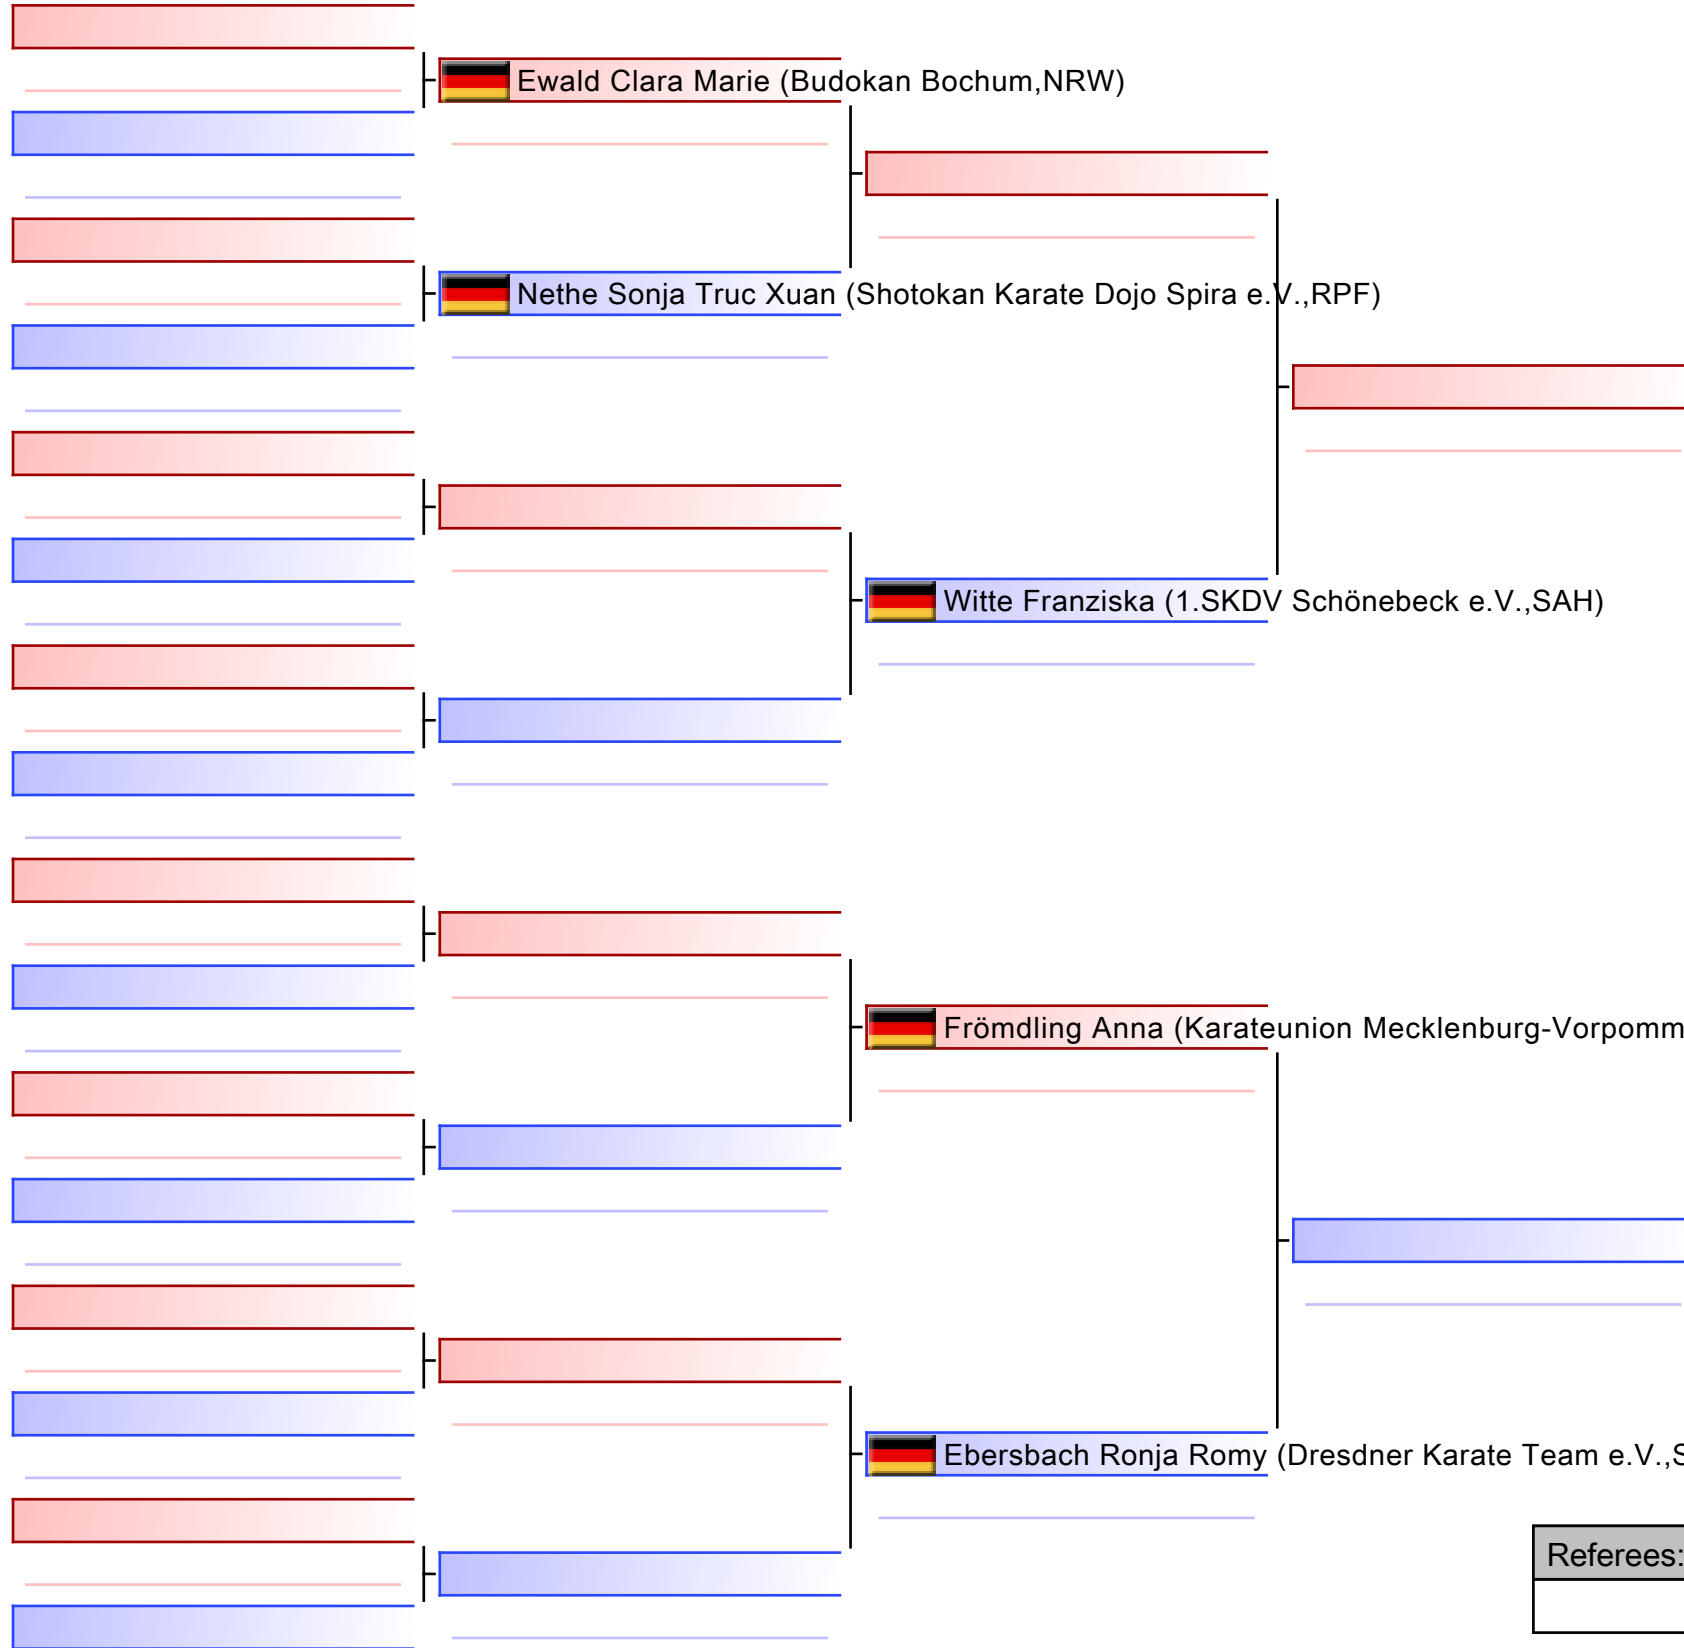 Ewald Clara Marie (Budokan Bochum,NRW)
Nethe Sonja Truc Xuan (Shotokan Karate Dojo Spira e.V.,RPF)
Witte Franziska (1.SKDV Schönebeck e.V.,SAH)
Frömdling Anna (Karateunion Mecklenburg-Vorpomm
Ebersbach Ronja Romy (Dresdner Karate Team e.V.,S
Referees: